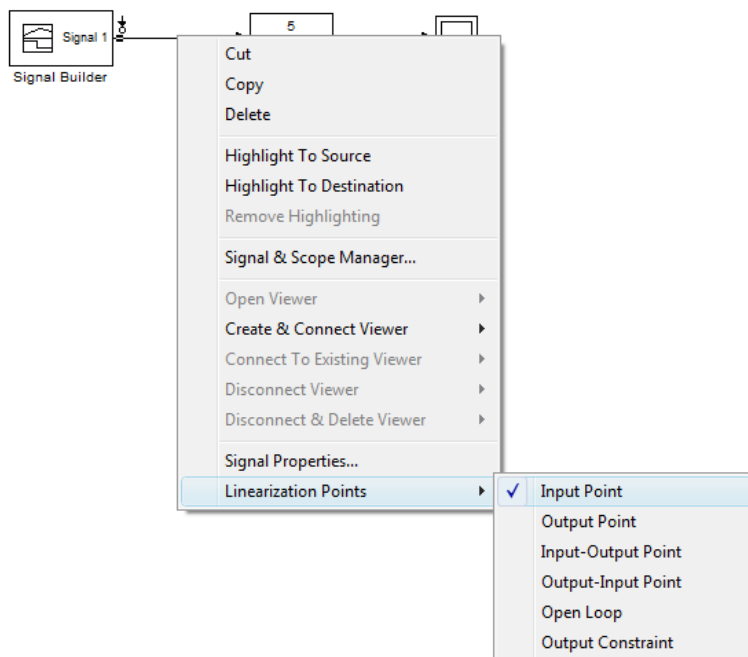 Signal 1
5
Signal Builder
Cut
Copy
Delete
Highlight To Source
Highlight To Destination
Remove Highlighting
Signal & Scope Manager...
Open Viewer
Create & Connect Viewer
Connect To Existing Viewer
Disconnect Viewer
Disconnect & Delete Viewer
Signal Properties...
Linearization Points
Input Point
Output Point
Input-Output Point
Output-Input Point
Open Loop
Output Constraint